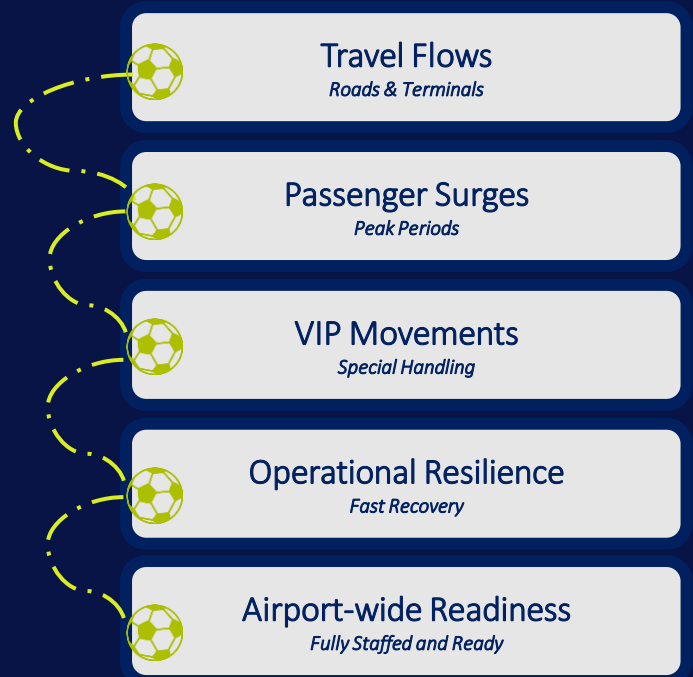 Travel Flows
Roads & Terminals
Passenger Surges
Peak Periods
VIP Movements
Special Handling
Operational Resilience
Fast Recovery
Airport-wide Readiness
Fully Staffed and Ready